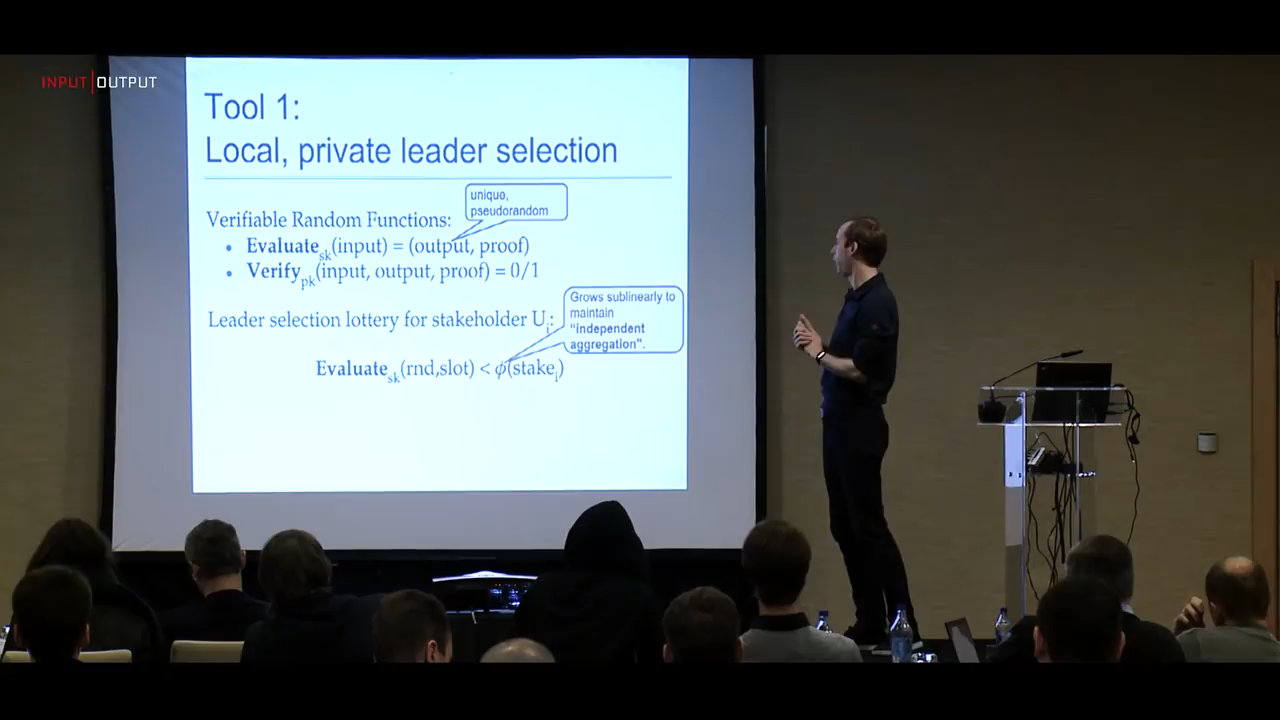 INPUT|OUTPUT
Tool 1:
Local, private leader selection
unique,
pseudorandom
Verifiable Random Functions:
• Evaluatesk(input) = (output, proof)
• Verifypk(input, output, proof) = 0/1
Grows sublinearly to
maintain
"independent
aggregation".
Leader selection lottery for stakeholder Ui:
Evaluatesk(rnd,slot) < ϕ(stakei)